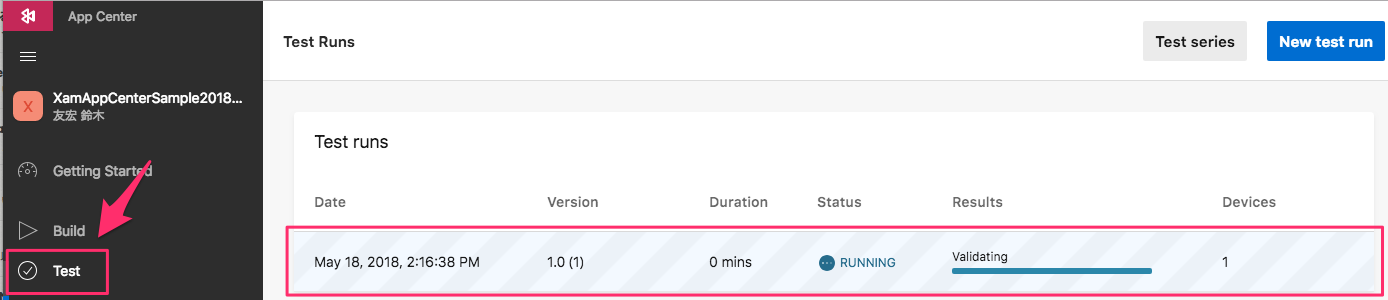 App Center
Test Runs
Test series
New test run
X
XamAppCenterSample2018...
友宏 鈴木
Getting Started
Build
Test
Test runs
Date Version Duration Status Results Devices
May 18, 2018, 2:16:38 PM 1.0 (1) 0 mins RUNNING Validating 1